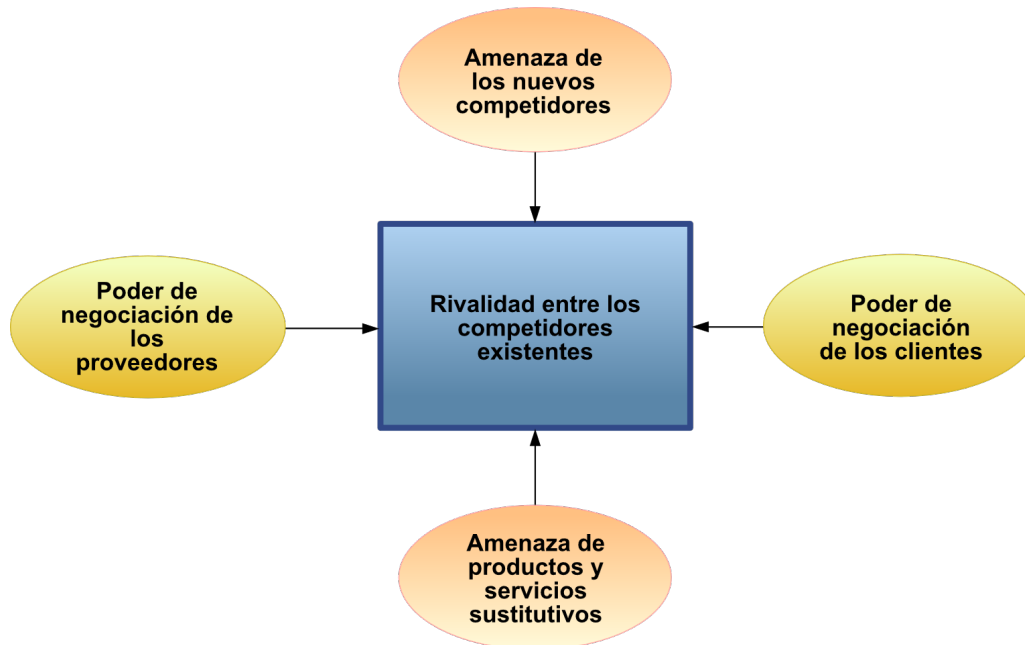 Amenaza de
los nuevos
competidores
Poder de
negociación de
los
proveedores
Rivalidad entre los
competidores
existentes
Poder de
negociación
de los clientes
Amenaza de
productos y
servicios
sustitutivos